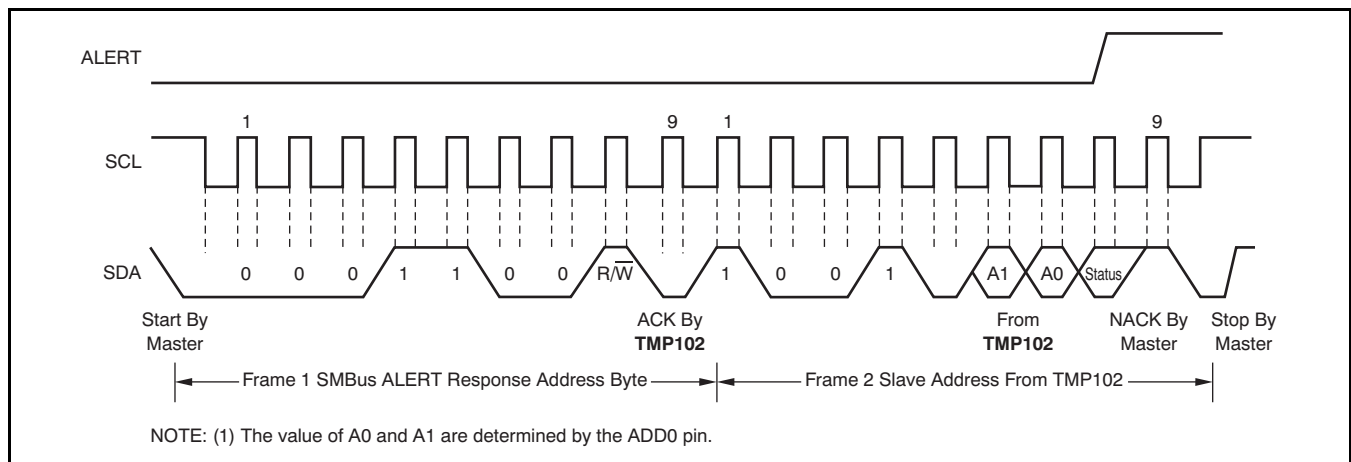 ALERT
1 9 1 9
SCL
SDA 0 0 0 1 1 0 0 R/W 1 0 0 1 A1 A0 Status
Start By Master
ACK By TMP102
From TMP102
NACK By Master
Stop By Master
Frame 1 SMBus ALERT Response Address Byte
Frame 2 Slave Address From TMP102
NOTE: (1) The value of A0 and A1 are determined by the ADD0 pin.